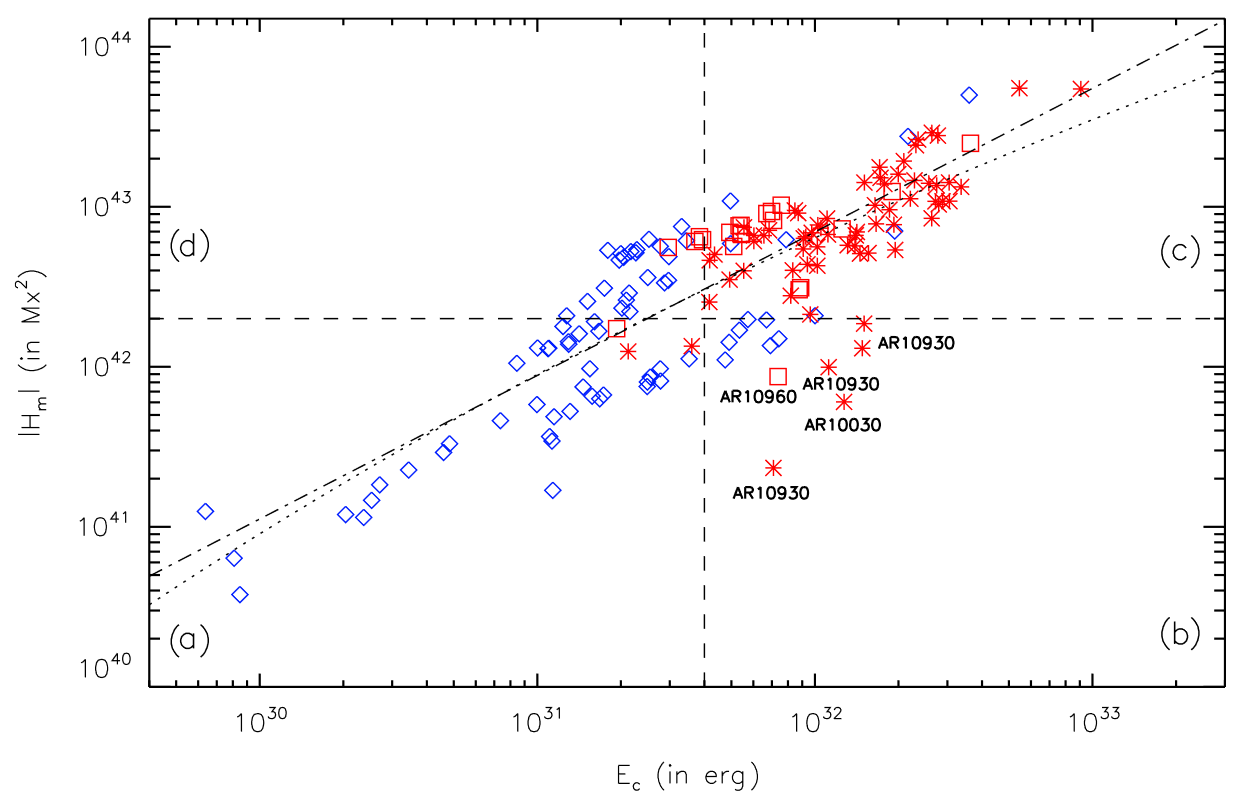 10^44
10^43
10^42
10^41
10^40
|H_m| (in Mx^2)
(d)
(c)
(a)
(b)
AR10930
AR10930
AR10960
AR10030
AR10930
10^30
10^31
10^32
10^33
E_c (in erg)